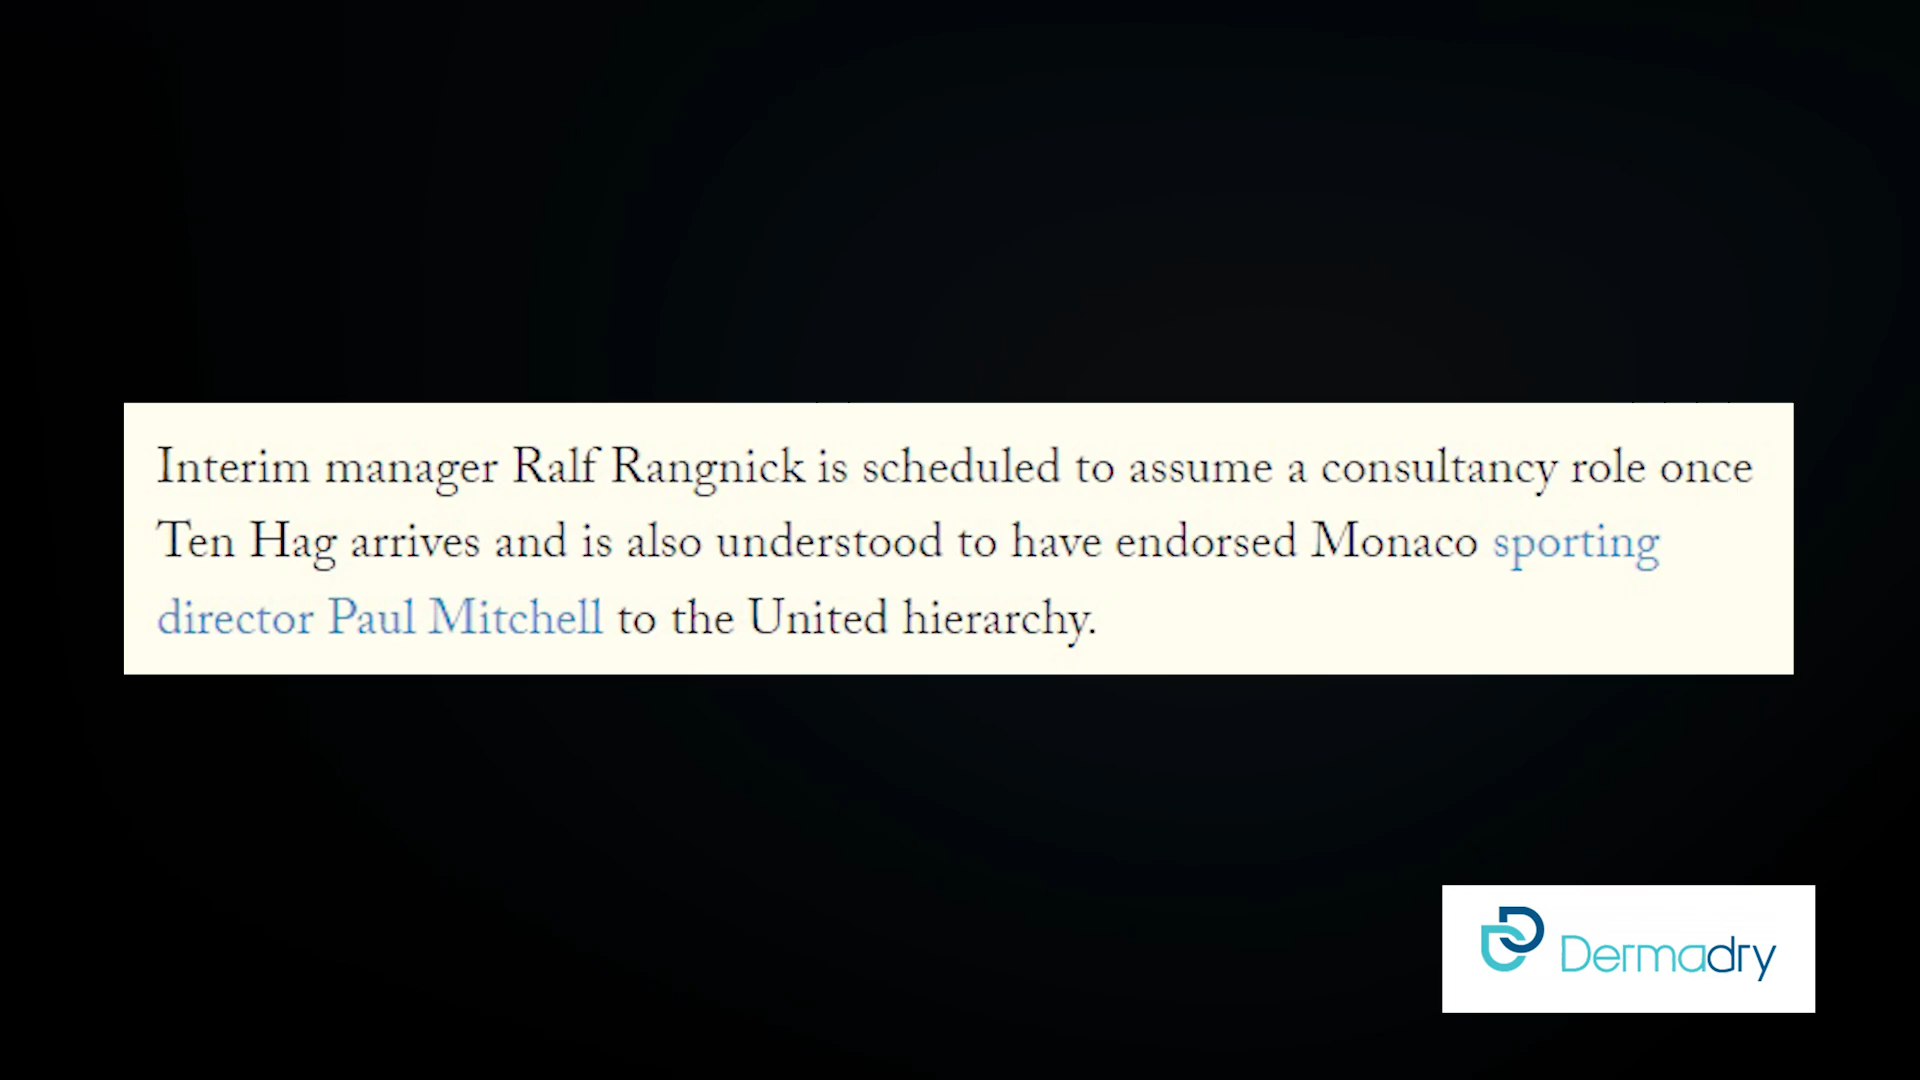 Interim manager Ralf Rangnick is scheduled to assume a consultancy role once
Ten Hag arrives and is also understood to have endorsed Monaco sporting
director Paul Mitchell to the United hierarchy.
Dermadry